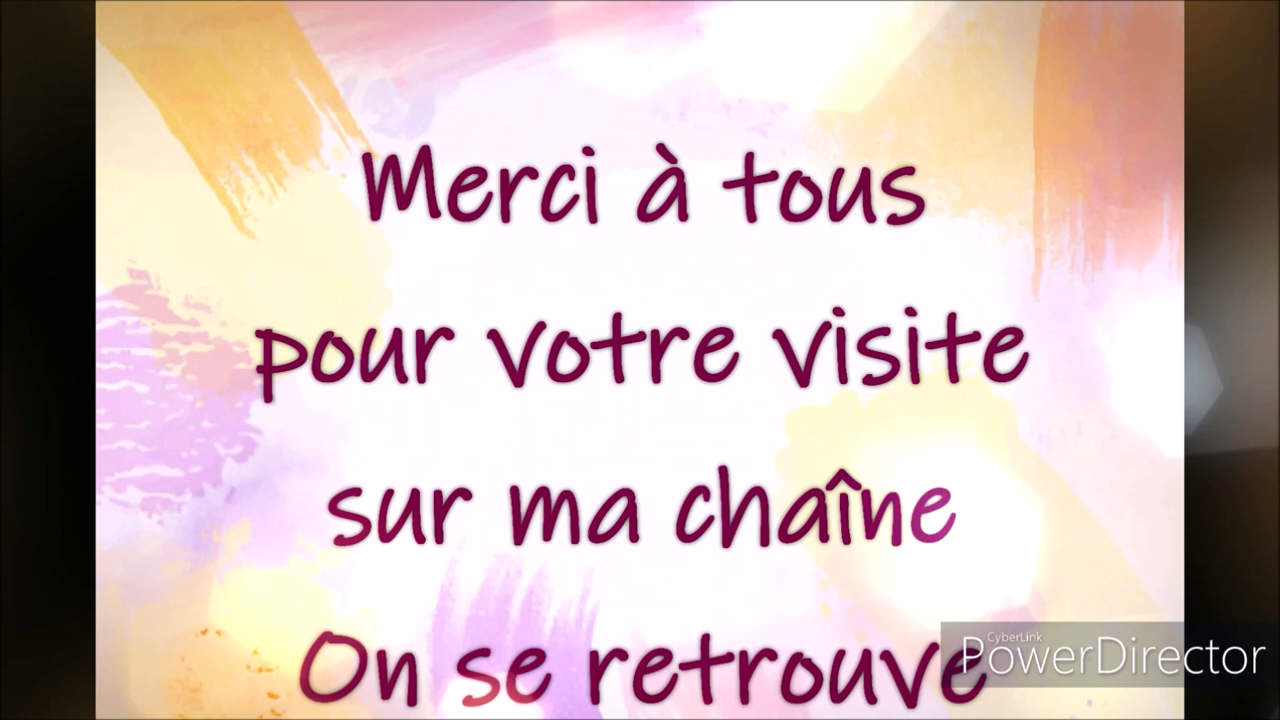 Merci à tous
pour votre visite
sur ma chaîne
On se retrouve
CyberLink
PowerDirector